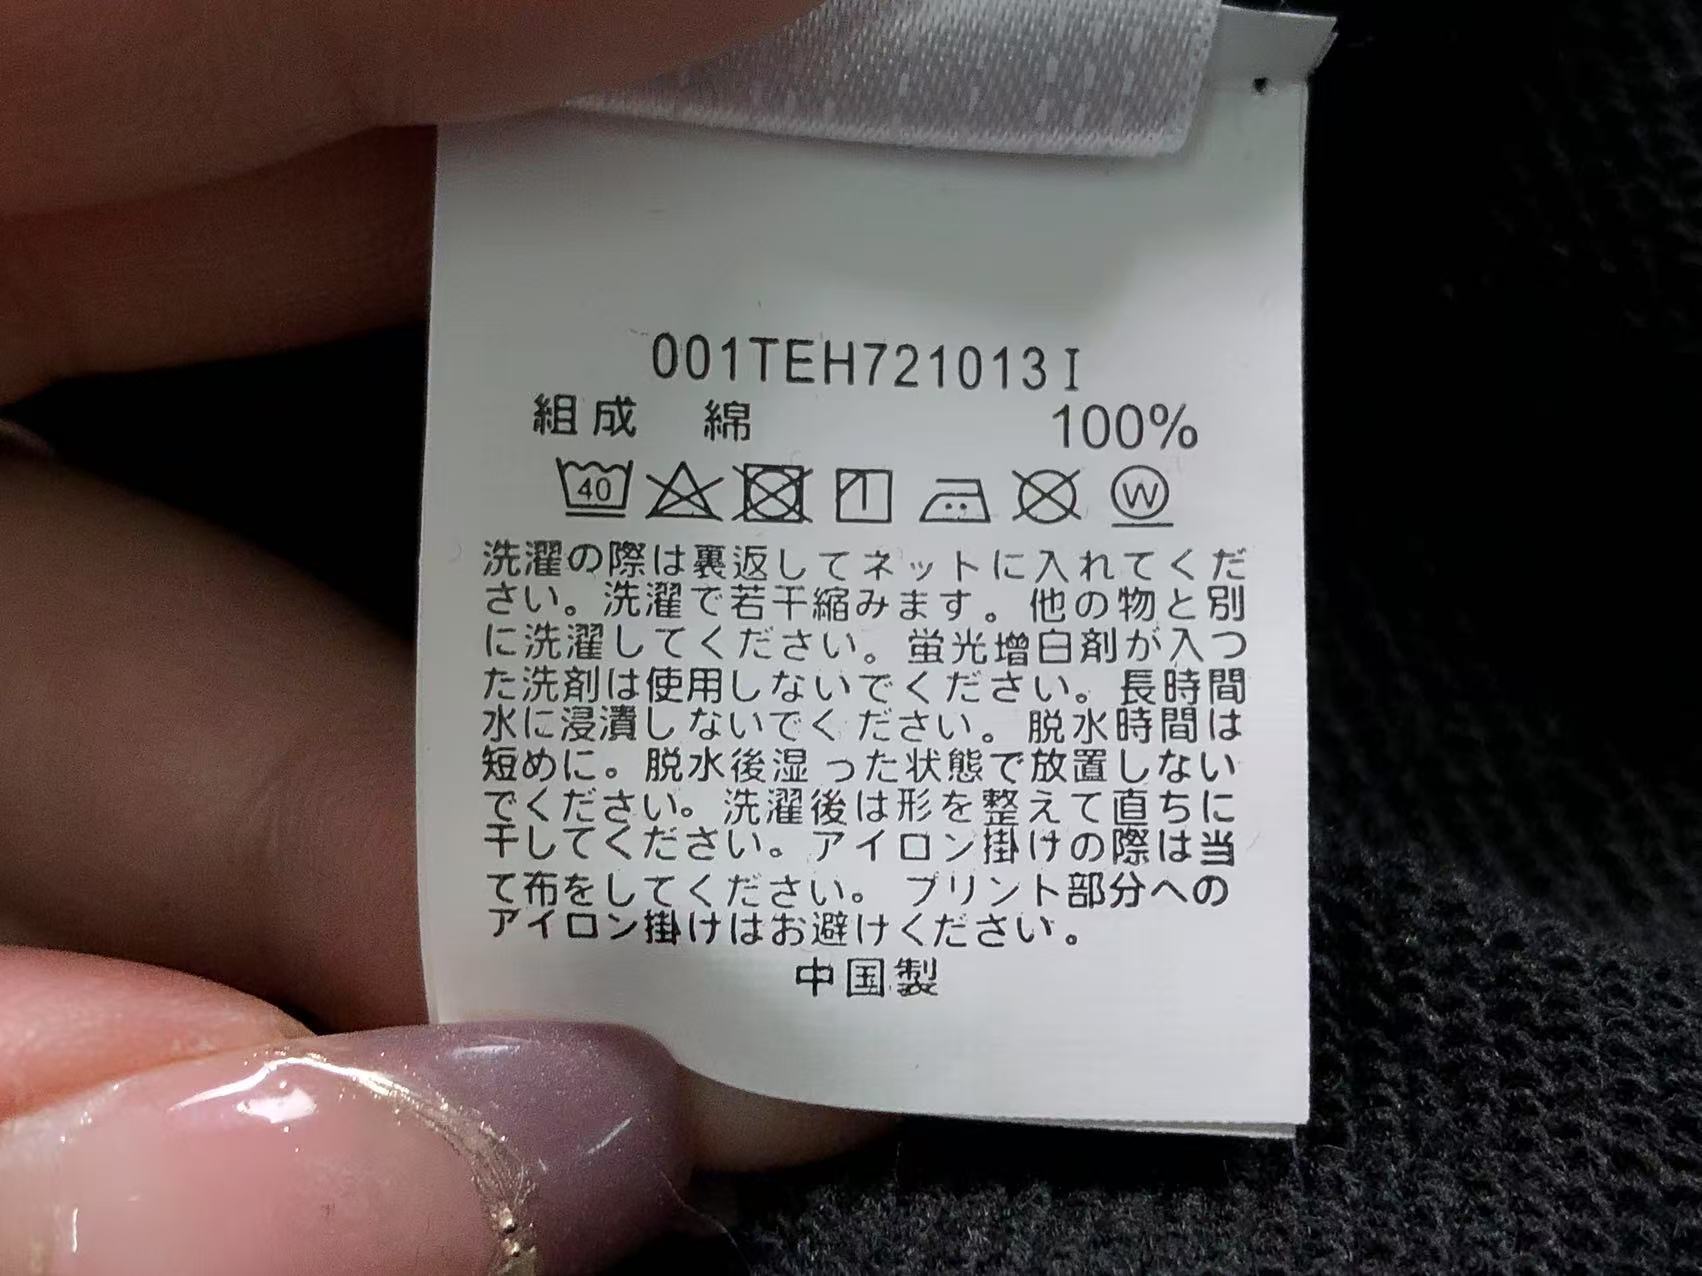 001TEH721013 I
組成 綿 100%
40 W
洗濯の際は裏返してネットに入れてくだ
さい。洗濯で若干縮みます。他の物と別
に洗濯してください。蛍光増白剤が入っ
た洗剤は使用しないでください。長時間
水に浸漬しないでください。脱水時間は
短めに。脱水後湿った状態で放置しない
でください。洗濯後は形を整えて直ちに
干してください。アイロン掛けの際は当
て布をしてください。プリント部分への
アイロン掛けはお避けください。
中国製